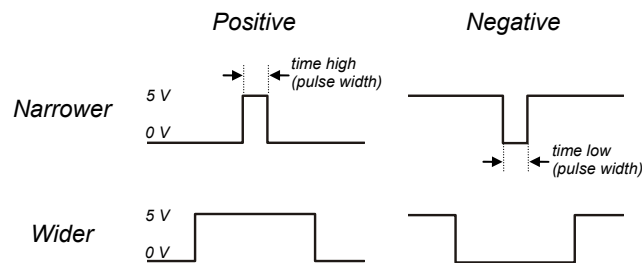 Positive
Negative
time high
(pulse width)
Narrower
5 V
0 V
time low
(pulse width)
Wider
5 V
0 V